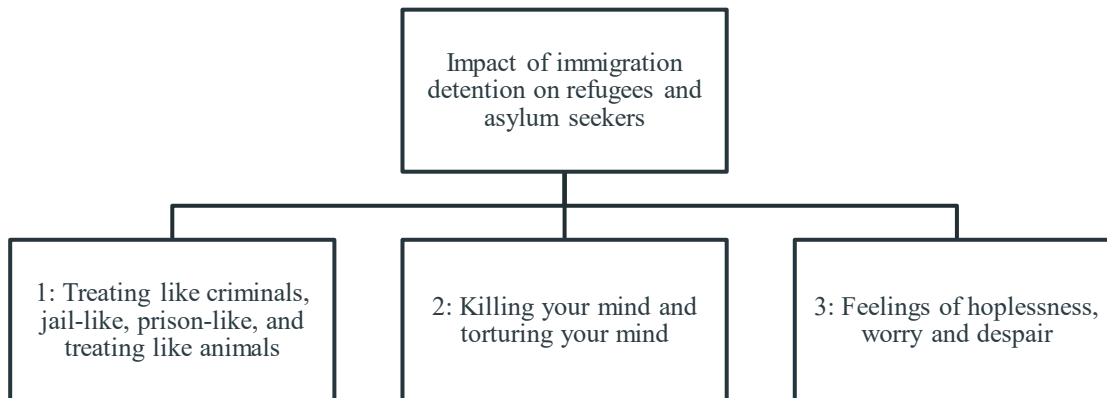 Impact of immigration
detention on refugees and
asylum seekers
1: Treating like criminals,
jail-like, prison-like, and
treating like animals
2: Killing your mind and
torturing your mind
3: Feelings of hoplessness,
worry and despair